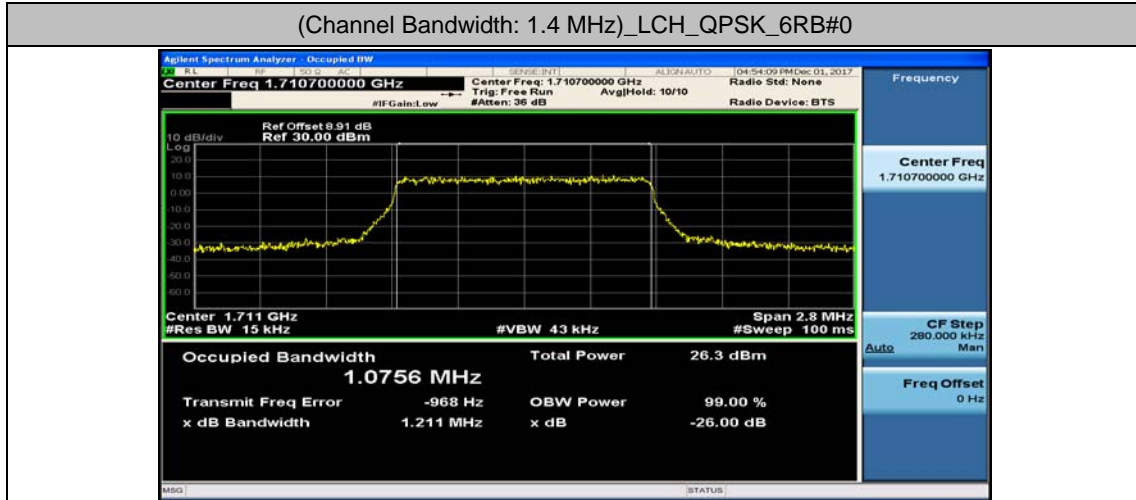 (Channel Bandwidth: 1.4 MHz)_LCH_QPSK_6RB#0
Agilent Spectrum Analyzer - Occupied BW
RL RF 50 Ω AC SENSE:INT ALIGN AUTO 04:54:09 PM Dec 01, 2017
Center Freq 1.710700000 GHz
Center Freq: 1.710700000 GHz
Radio Std: None
Trig: Free Run Avg|Hold: 10/10
#IFGain:Low #Atten: 36 dB Radio Device: BTS
Ref Offset 8.91 dB
10 dB/div Ref 30.00 dBm
Log
20.0
10.0
0.00
-10.0
-20.0
-30.0
-40.0
-50.0
-60.0
Center 1.711 GHz Span 2.8 MHz
#Res BW 15 kHz #VBW 43 kHz #Sweep 100 ms
Occupied Bandwidth Total Power 26.3 dBm
1.0756 MHz
Transmit Freq Error -968 Hz OBW Power 99.00 %
x dB Bandwidth 1.211 MHz x dB -26.00 dB
Frequency
Center Freq
1.710700000 GHz
CF Step
280.000 kHz
Auto Man
Freq Offset
0 Hz
MSG STATUS